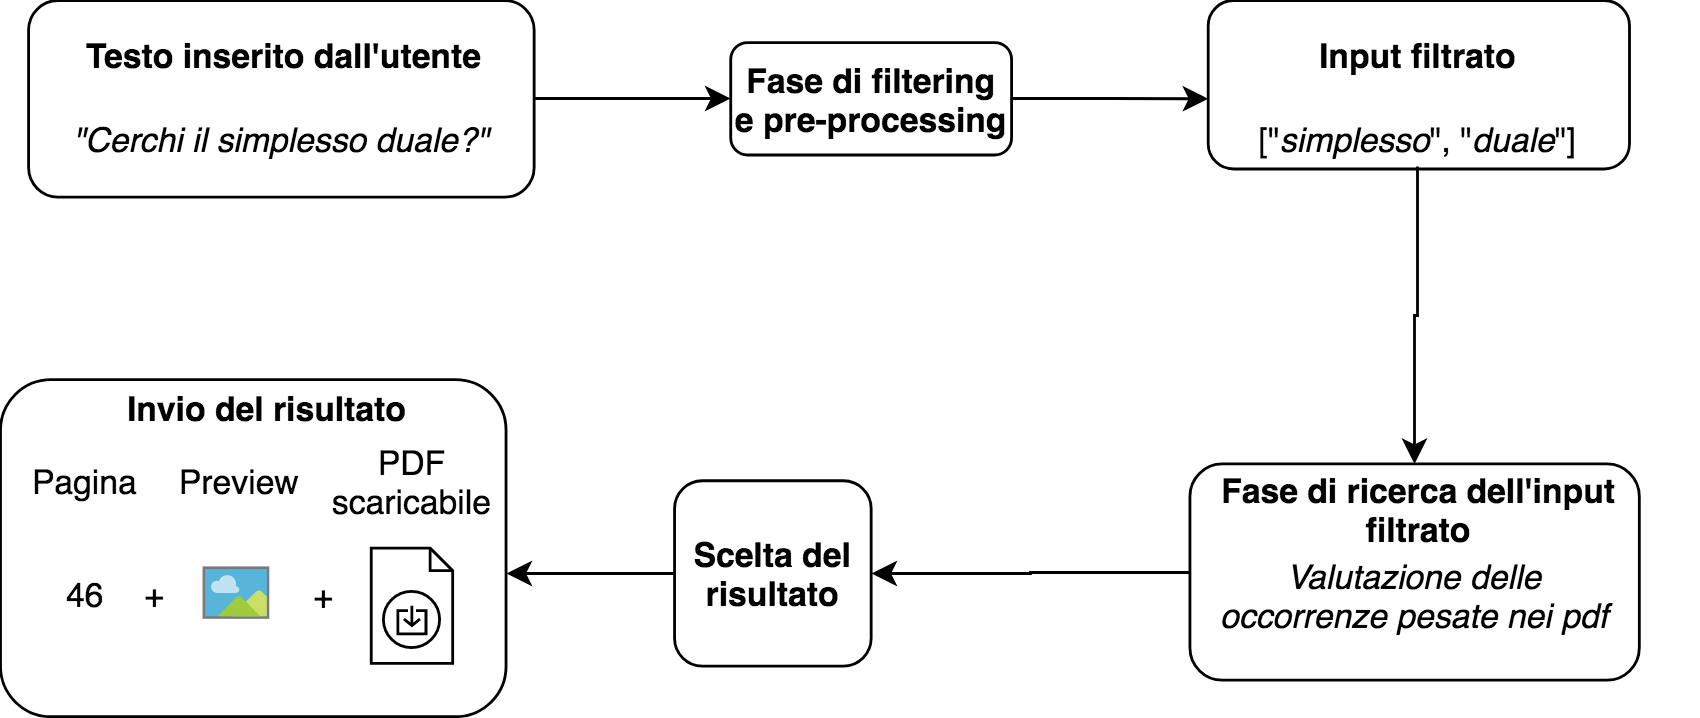 Testo inserito dall'utente
"Cerchi il simplesso duale?"
Fase di filtering
e pre-processing
Input filtrato
["simplesso", "duale"]
Fase di ricerca dell'input
filtrato
Valutazione delle
occorrenze pesate nei pdf
Scelta del
risultato
Invio del risultato
Pagina
Preview
PDF
scaricabile
46 + +